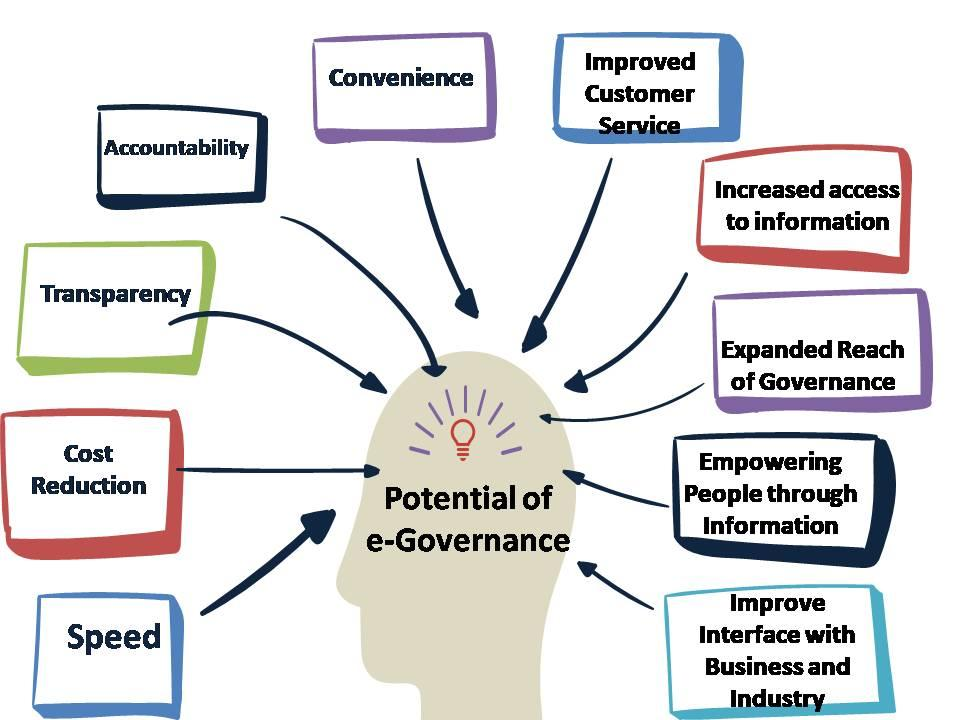 Convenience
Improved
Customer
Service
Accountability
Increased access
to information
Transparency
Expanded Reach
of Governance
Cost
Reduction
Empowering
People through
Information
Potential of
e-Governance
Speed
Improve
Interface with
Business and
Industry